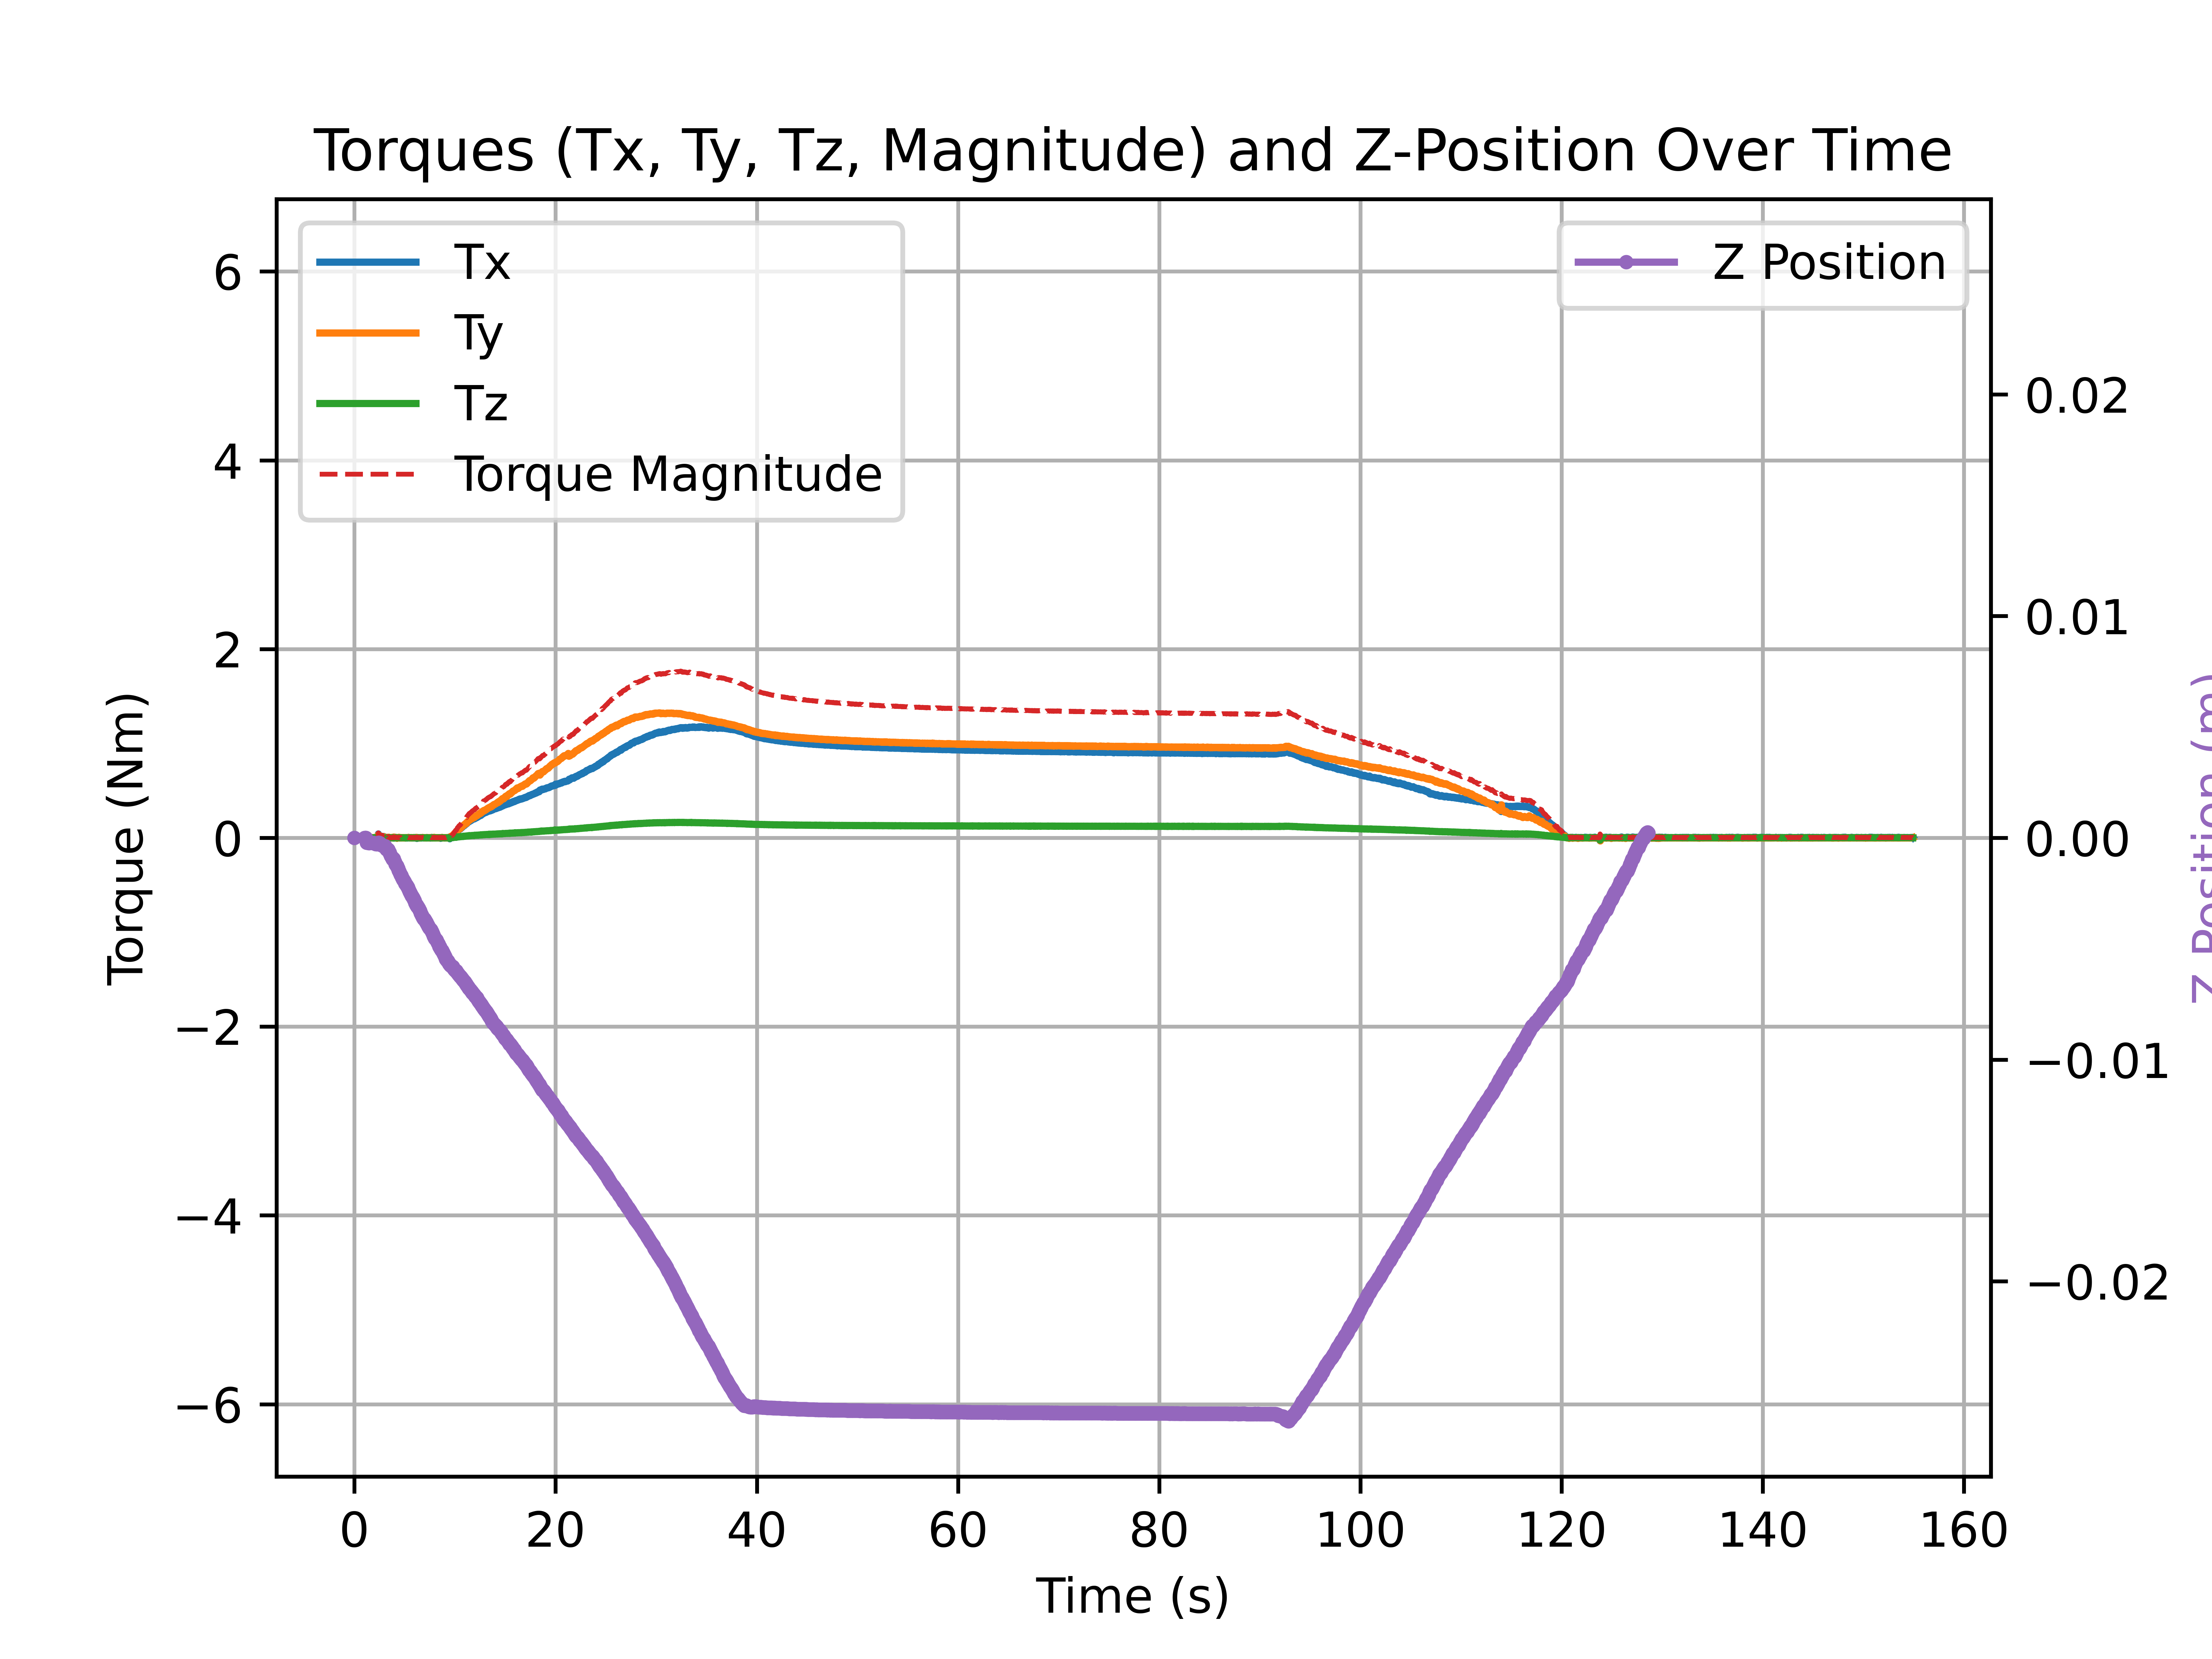 Torques (Tx, Ty, Tz, Magnitude) and Z-Position Over Time
Tx
Ty
Tz
Torque Magnitude
Z Position
Torque (Nm)
6
4
2
0
−2
−4
−6
0.02
0.01
0.00
−0.01
−0.02
Z Position (m)
0 20 40 60 80 100 120 140 160
Time (s)